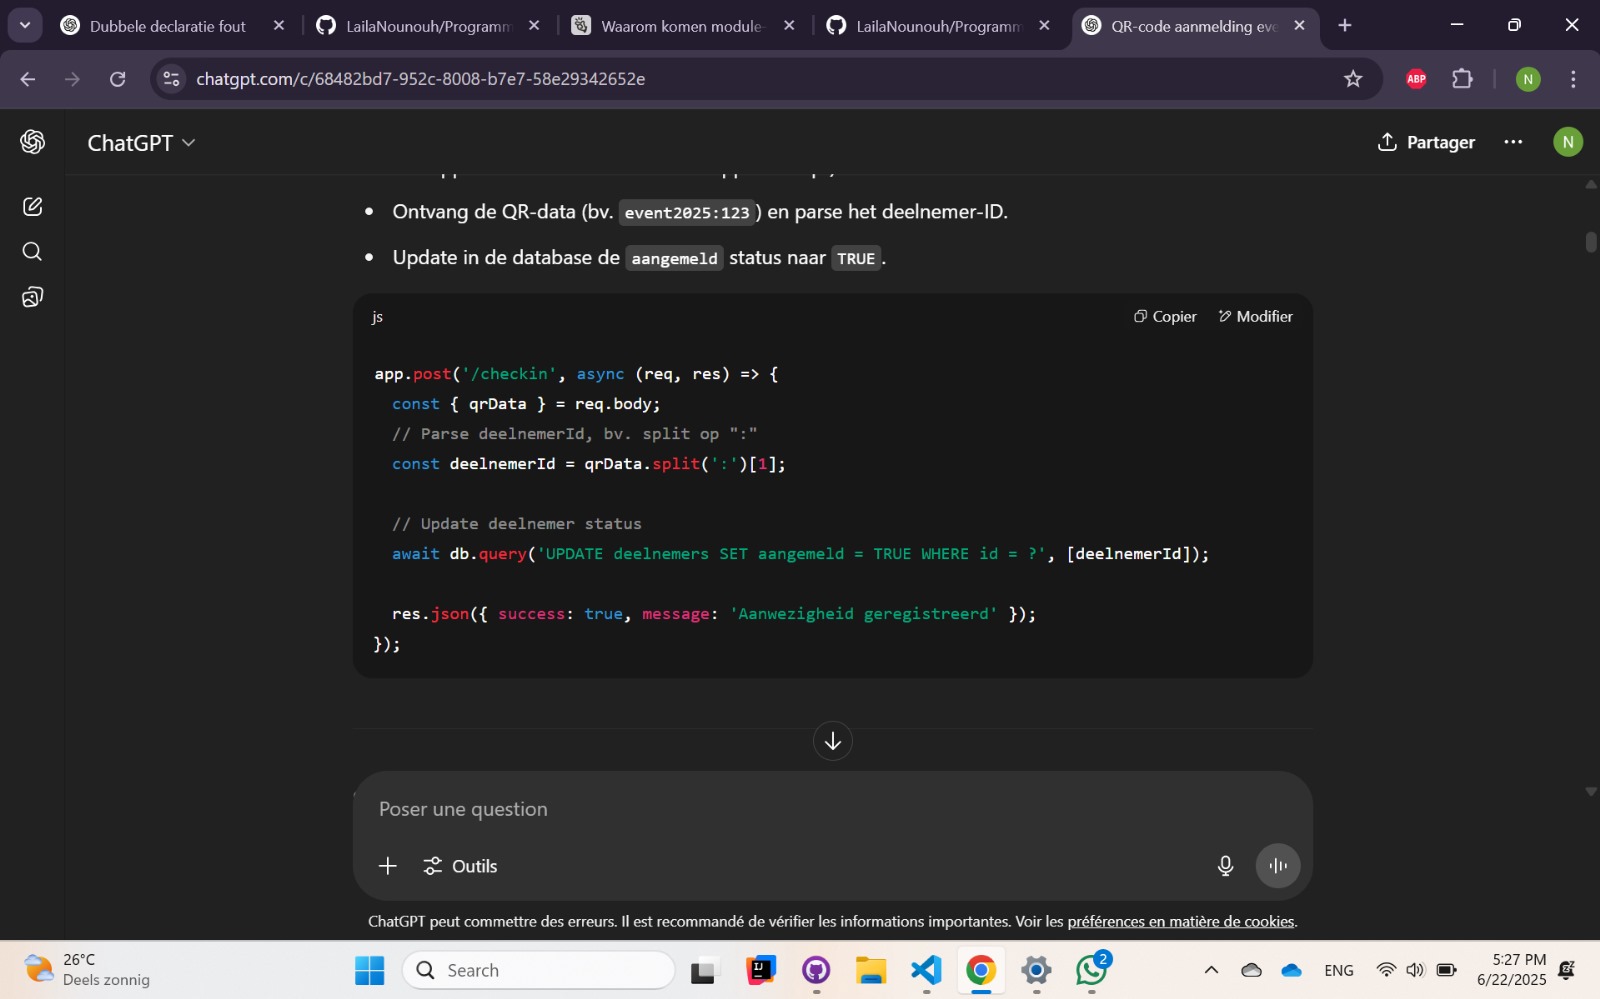 Dubbele declaratie fout
LailaNounouh/Programm
Waarom komen module-
LailaNounouh/Programm
QR-code aanmelding eve
chatgpt.com/c/68482bd7-952c-8008-b7e7-58e29342652e
ABP
N
ChatGPT
Partager
N
Ontvang de QR-data (bv. event2025:123) en parse het deelnemer-ID.
Update in de database de aangemeld status naar TRUE.
js
Copier
Modifier
app.post('/checkin', async (req, res) => {
const { qrData } = req.body;
// Parse deelnemerId, bv. split op ":"
const deelnemerId = qrData.split(':')[1];
// Update deelnemer status
await db.query('UPDATE deelnemers SET aangemeld = TRUE WHERE id = ?', [deelnemerId]);
res.json({ success: true, message: 'Aanwezigheid geregistreerd' });
});
Poser une question
Outils
ChatGPT peut commettre des erreurs. Il est recommandé de vérifier les informations importantes. Voir les préférences en matière de cookies.
26°C
Deels zonnig
Search
2
ENG
5:27 PM
6/22/2025